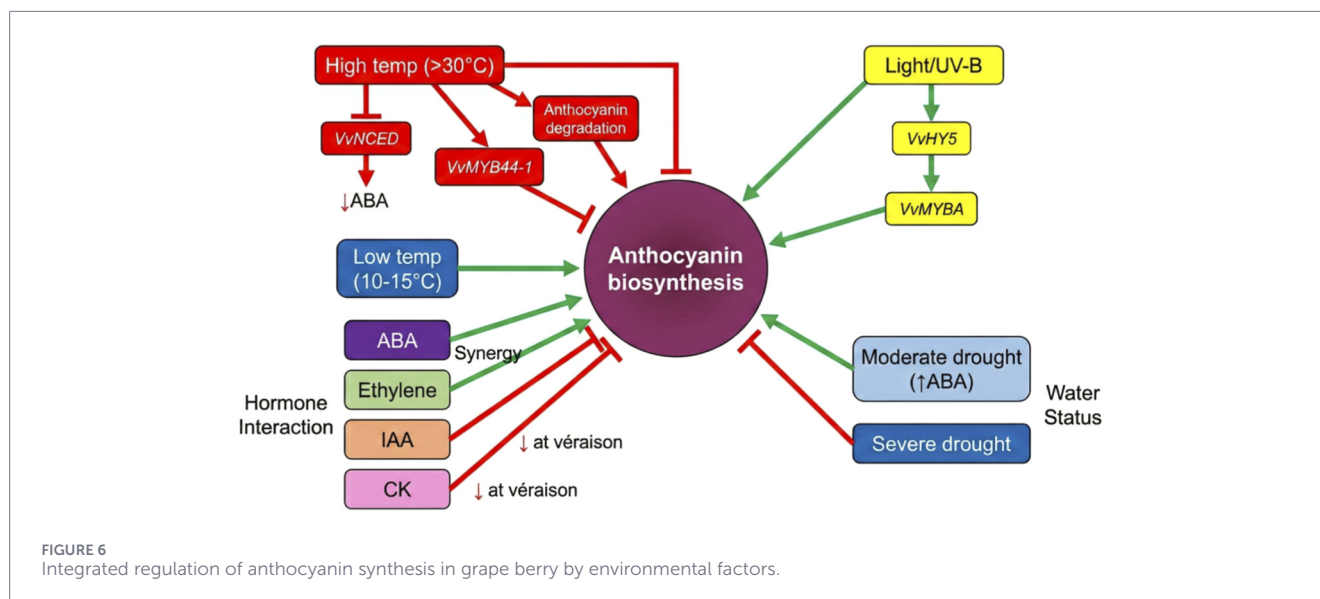 High temp (>30°C)
Light/UV-B
Anthocyanin
degradation
VvNCED
VvHY5
VvMYB44-1
↓ABA
VvMYBA
Low temp
(10-15°C)
Anthocyanin
biosynthesis
ABA
Synergy
Ethylene
Hormone
Interaction
IAA
↓ at véraison
CK
↓ at véraison
Moderate drought
(↑ABA)
Water
Status
Severe drought
FIGURE 6
Integrated regulation of anthocyanin synthesis in grape berry by environmental factors.